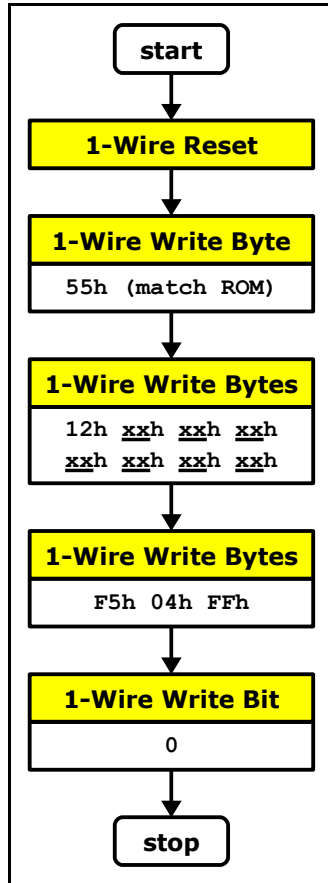 start
1-Wire Reset
1-Wire Write Byte
55h (match ROM)
1-Wire Write Bytes
12h xxh xxh xxh
xxh xxh xxh xxh
1-Wire Write Bytes
F5h 04h FFh
1-Wire Write Bit
0
stop